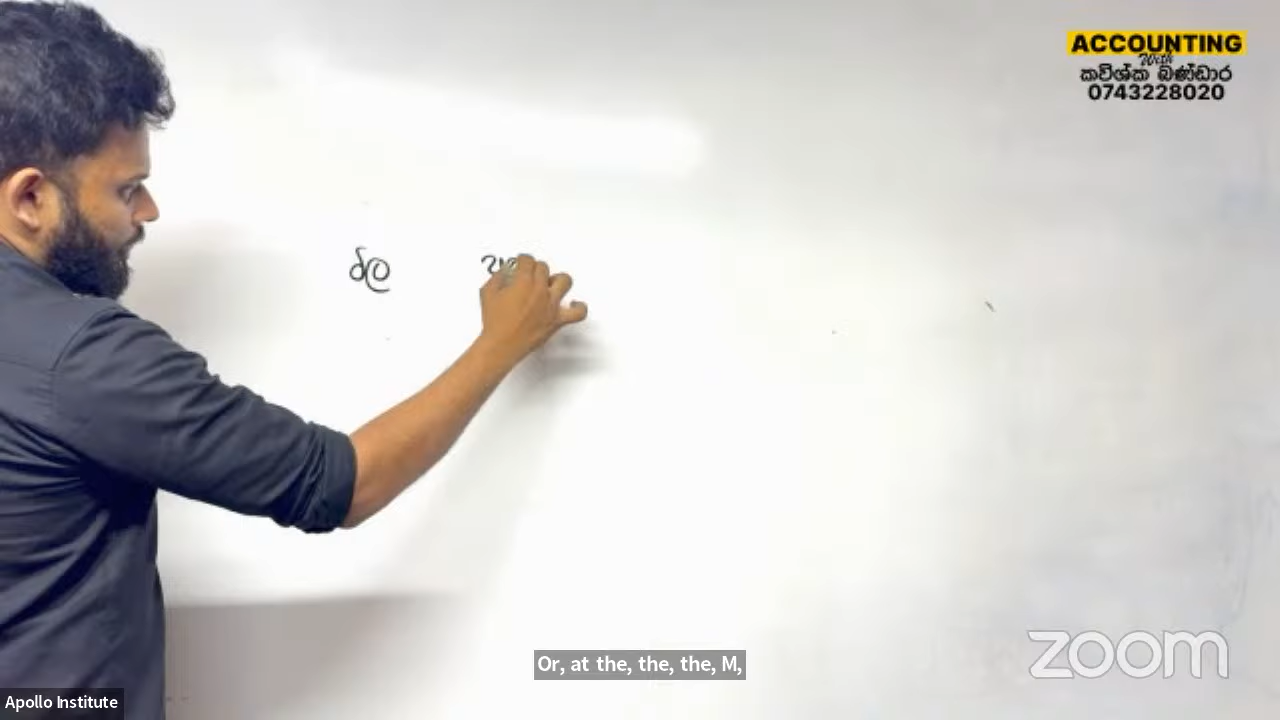 ACCOUNTING
With
කවිශ්ක බණ්ඩාර
0743228020
Or, at the, the, the, M,
zoom
Apollo Institute